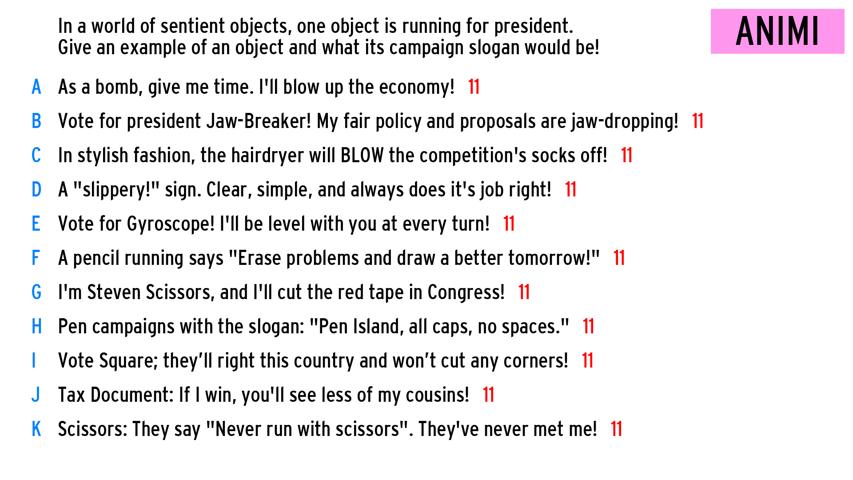 In a world of sentient objects, one object is running for president.
Give an example of an object and what its campaign slogan would be!
ANIMI
A As a bomb, give me time. I'll blow up the economy! 11
B Vote for president Jaw-Breaker! My fair policy and proposals are jaw-dropping! 11
C In stylish fashion, the hairdryer will BLOW the competition's socks off! 11
D A "slippery!" sign. Clear, simple, and always does it's job right! 11
E Vote for Gyroscope! I'll be level with you at every turn! 11
F A pencil running says "Erase problems and draw a better tomorrow!" 11
G I'm Steven Scissors, and I'll cut the red tape in Congress! 11
H Pen campaigns with the slogan: "Pen Island, all caps, no spaces." 11
I Vote Square; they’ll right this country and won’t cut any corners! 11
J Tax Document: If I win, you'll see less of my cousins! 11
K Scissors: They say "Never run with scissors". They've never met me! 11